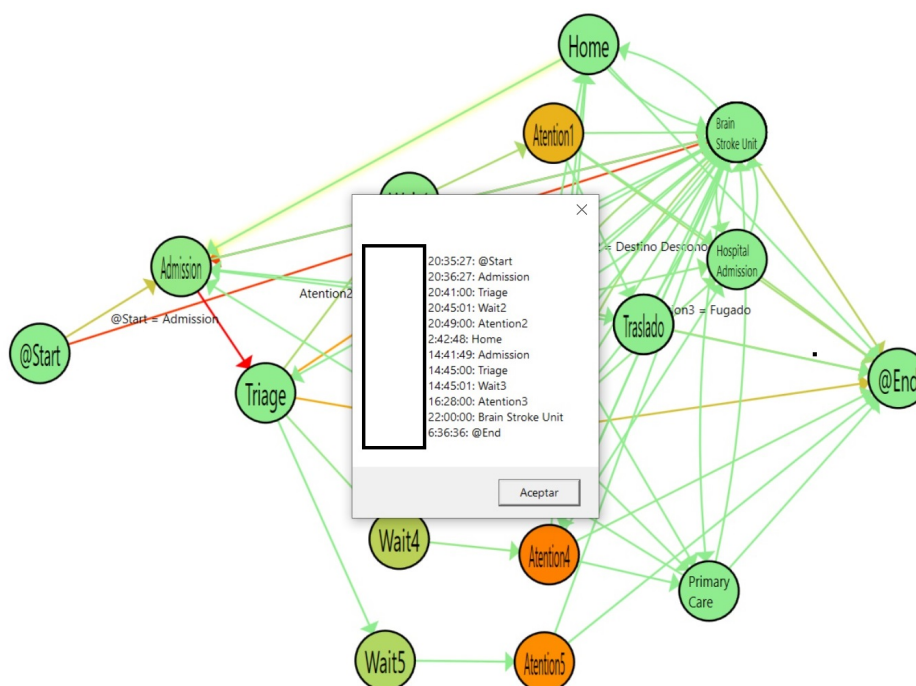 Home
Atention1
Brain
Stroke Unit
= Destino Descono
Hospital
Admission
Admission
Atention2
@Start = Admission
ion3 = Fugado
Traslado
@Start
@End
Triage
20:35:27: @Start
20:36:27: Admission
20:41:00: Triage
20:45:01: Wait2
20:49:00: Atention2
2:42:48: Home
14:41:49: Admission
14:45:00: Triage
14:45:01: Wait3
16:28:00: Atention3
22:00:00: Brain Stroke Unit
6:36:36: @End
Aceptar
Wait4
Atention4
Primary
Care
Wait5
Atention5